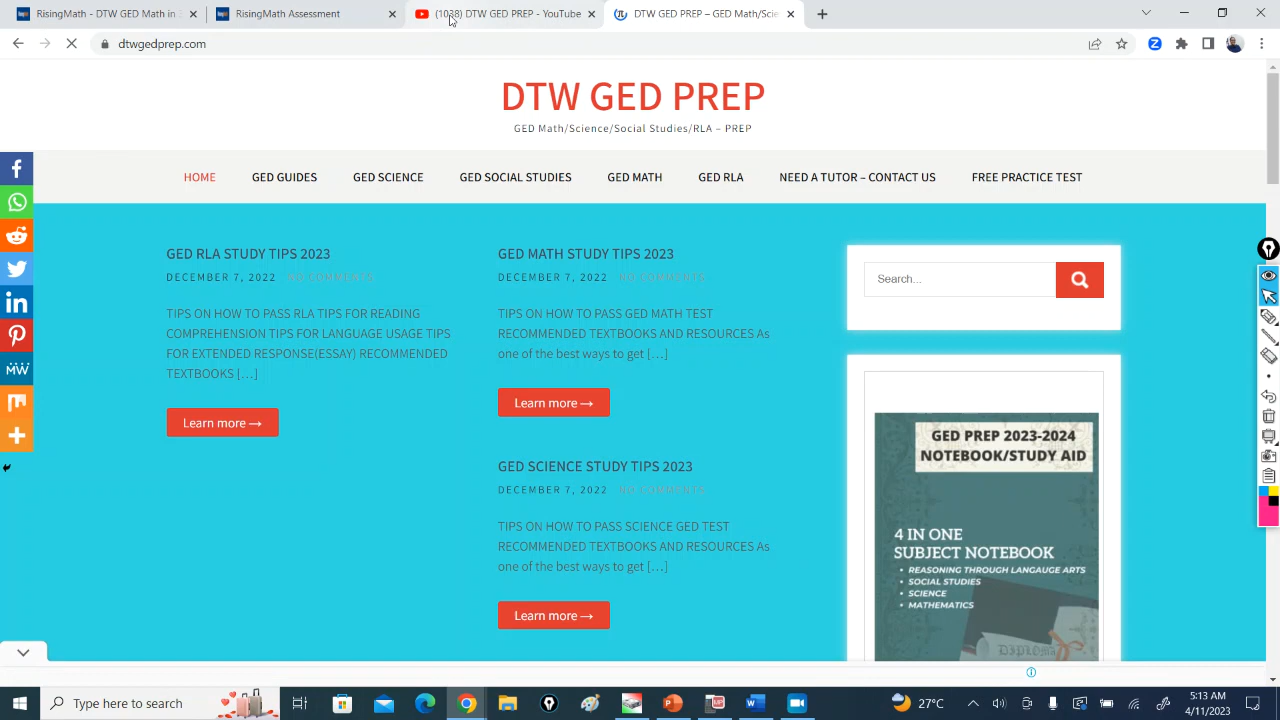 RisingMath - DTW GED Math in
RisingMath Assessment
DTW GED PREP - YouTube
DTW GED PREP – GED Math/Scie
dtwgedprep.com
DTW GED PREP
GED Math/Science/Social Studies/RLA – PREP
HOME GED GUIDES GED SCIENCE GED SOCIAL STUDIES GED MATH GED RLA NEED A TUTOR – CONTACT US FREE PRACTICE TEST
GED RLA STUDY TIPS 2023
DECEMBER 7, 2022 NO COMMENTS
TIPS ON HOW TO PASS RLA TIPS FOR READING
COMPREHENSION TIPS FOR LANGUAGE USAGE TIPS
FOR EXTENDED RESPONSE(ESSAY) RECOMMENDED
TEXTBOOKS […]
Learn more →
GED MATH STUDY TIPS 2023
DECEMBER 7, 2022 NO COMMENTS
TIPS ON HOW TO PASS GED MATH TEST
RECOMMENDED TEXTBOOKS AND RESOURCES As
one of the best ways to get […]
Learn more →
GED SCIENCE STUDY TIPS 2023
DECEMBER 7, 2022 NO COMMENTS
TIPS ON HOW TO PASS SCIENCE GED TEST
RECOMMENDED TEXTBOOKS AND RESOURCES As
one of the best ways to get […]
Learn more →
Search...
GED PREP 2023-2024
NOTEBOOK/STUDY AID
4 IN ONE
SUBJECT NOTEBOOK
• REASONING THROUGH LANGAUGE ARTS
• SOCIAL STUDIES
• SCIENCE
• MATHEMATICS
DIPLOMA
MW
Type here to search
27°C
5:13 AM
4/11/2023